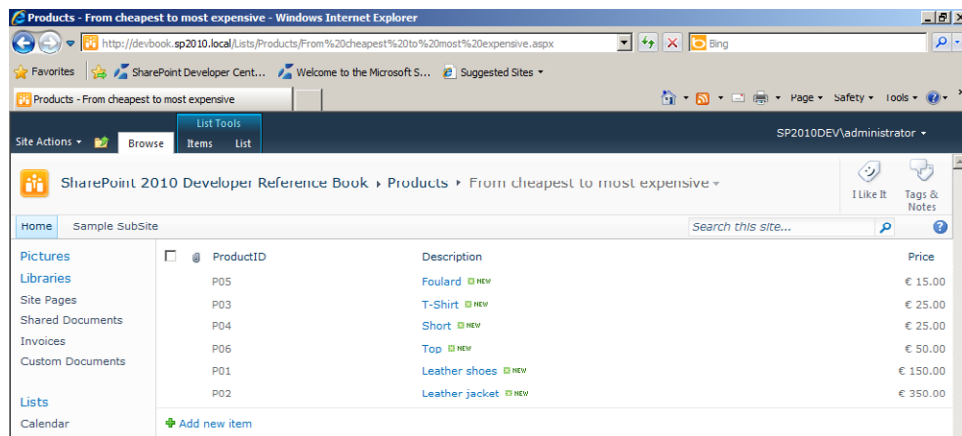 Products - From cheapest to most expensive - Windows Internet Explorer
http://devbook.sp2010.local/Lists/Products/From%20cheapest%20to%20most%20expensive.aspx
Bing
Favorites SharePoint Developer Cent... Welcome to the Microsoft S... Suggested Sites
Products - From cheapest to most expensive
Page Safety Tools
List Tools
Site Actions Browse Items List
SP2010DEV\administrator
SharePoint 2010 Developer Reference Book Products From cheapest to most expensive
I Like It
Tags & Notes
Home Sample SubSite
Search this site...
Pictures
Libraries
Site Pages
Shared Documents
Invoices
Custom Documents
Lists
Calendar
ProductID Description Price
P05 Foulard NEW € 15.00
P03 T-Shirt NEW € 25.00
P04 Short NEW € 25.00
P06 Top NEW € 50.00
P01 Leather shoes NEW € 150.00
P02 Leather jacket NEW € 350.00
Add new item